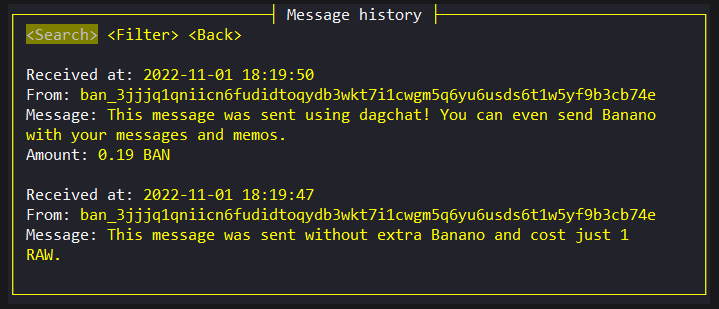 Message history
<Search> <Filter> <Back>
Received at: 2022-11-01 18:19:50
From: ban_3jjjq1qniicn6fudidtoqydb3wkt7i1cwgm5q6yu6usds6t1w5yf9b3cb74e
Message: This message was sent using dagchat! You can even send Banano
with your messages and memos.
Amount: 0.19 BAN
Received at: 2022-11-01 18:19:47
From: ban_3jjjq1qniicn6fudidtoqydb3wkt7i1cwgm5q6yu6usds6t1w5yf9b3cb74e
Message: This message was sent without extra Banano and cost just 1
RAW.